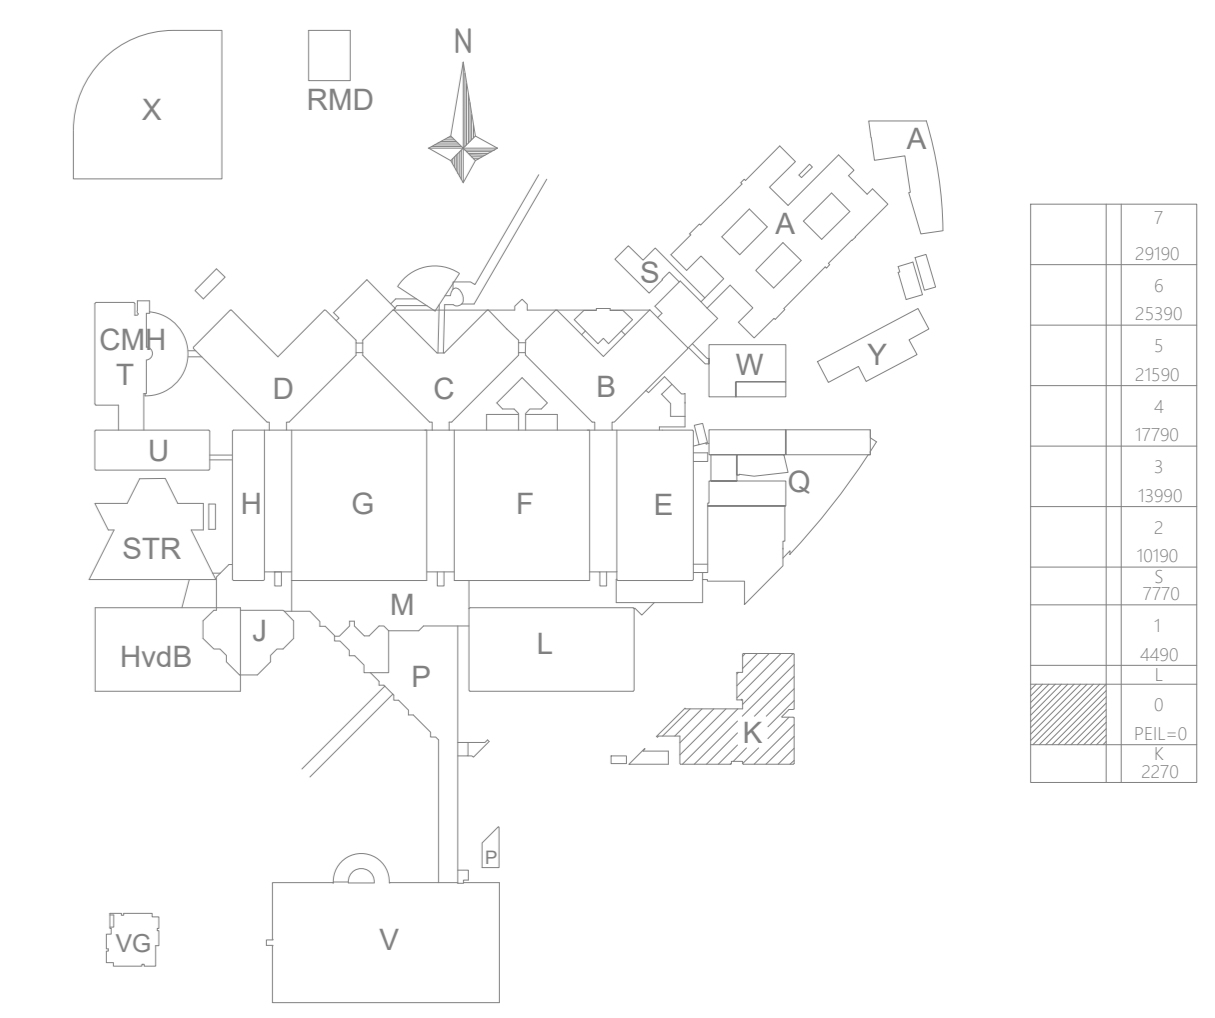 N
X
RMD
A
A
S
CMH
T
D
C
B
W
Y
U
H
G
F
E
Q
STR
M
J
HvdB
L
P
K
P
V
VG
7
29190
6
25390
5
21590
4
17790
3
13990
2
10190
S
7770
1
4490
L
0
PEIL=0
K
2270